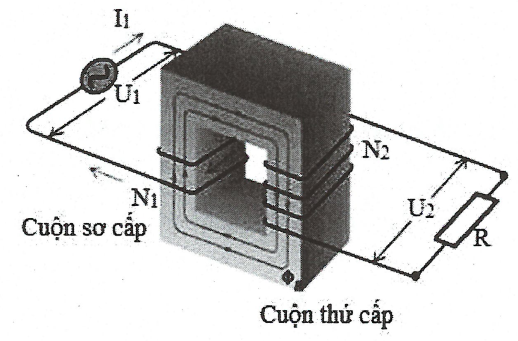 I1
U1
N1
N2
U2
R
Cuộn sơ cấp
Φ
Cuộn thứ cấp